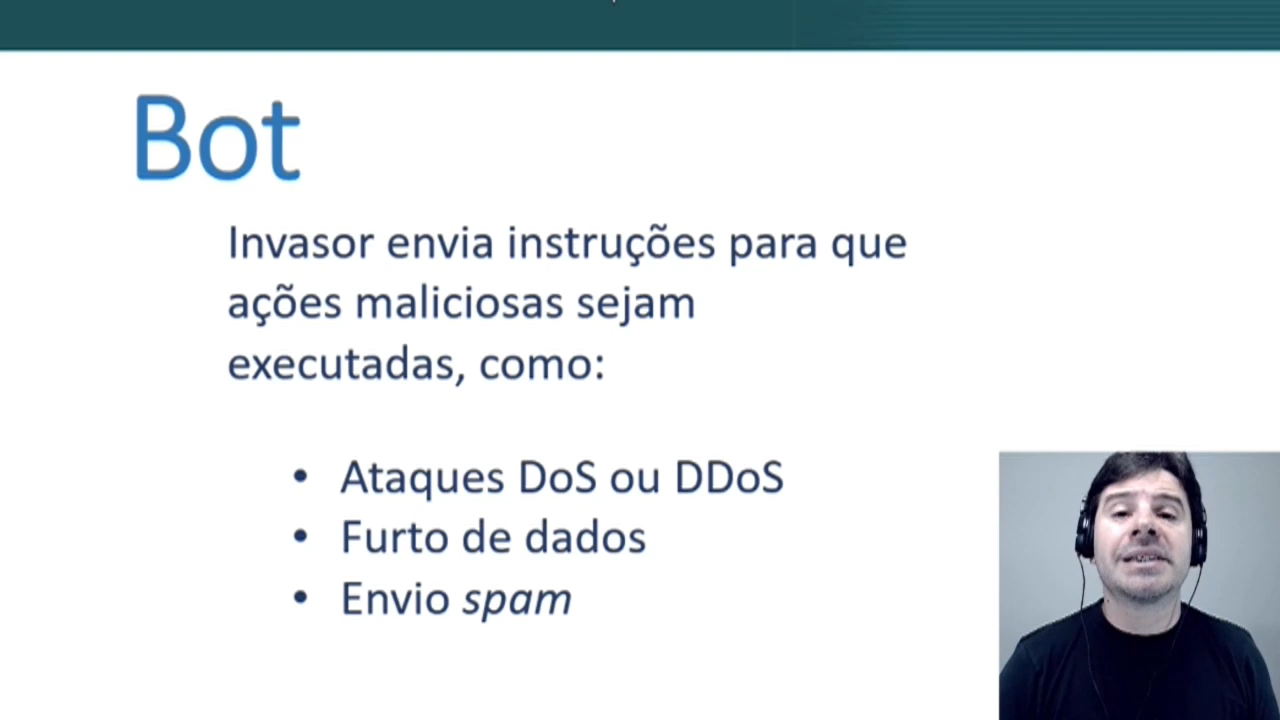 Bot
Invasor envia instruções para que
ações maliciosas sejam
executadas, como:
• Ataques DoS ou DDoS
• Furto de dados
• Envio spam